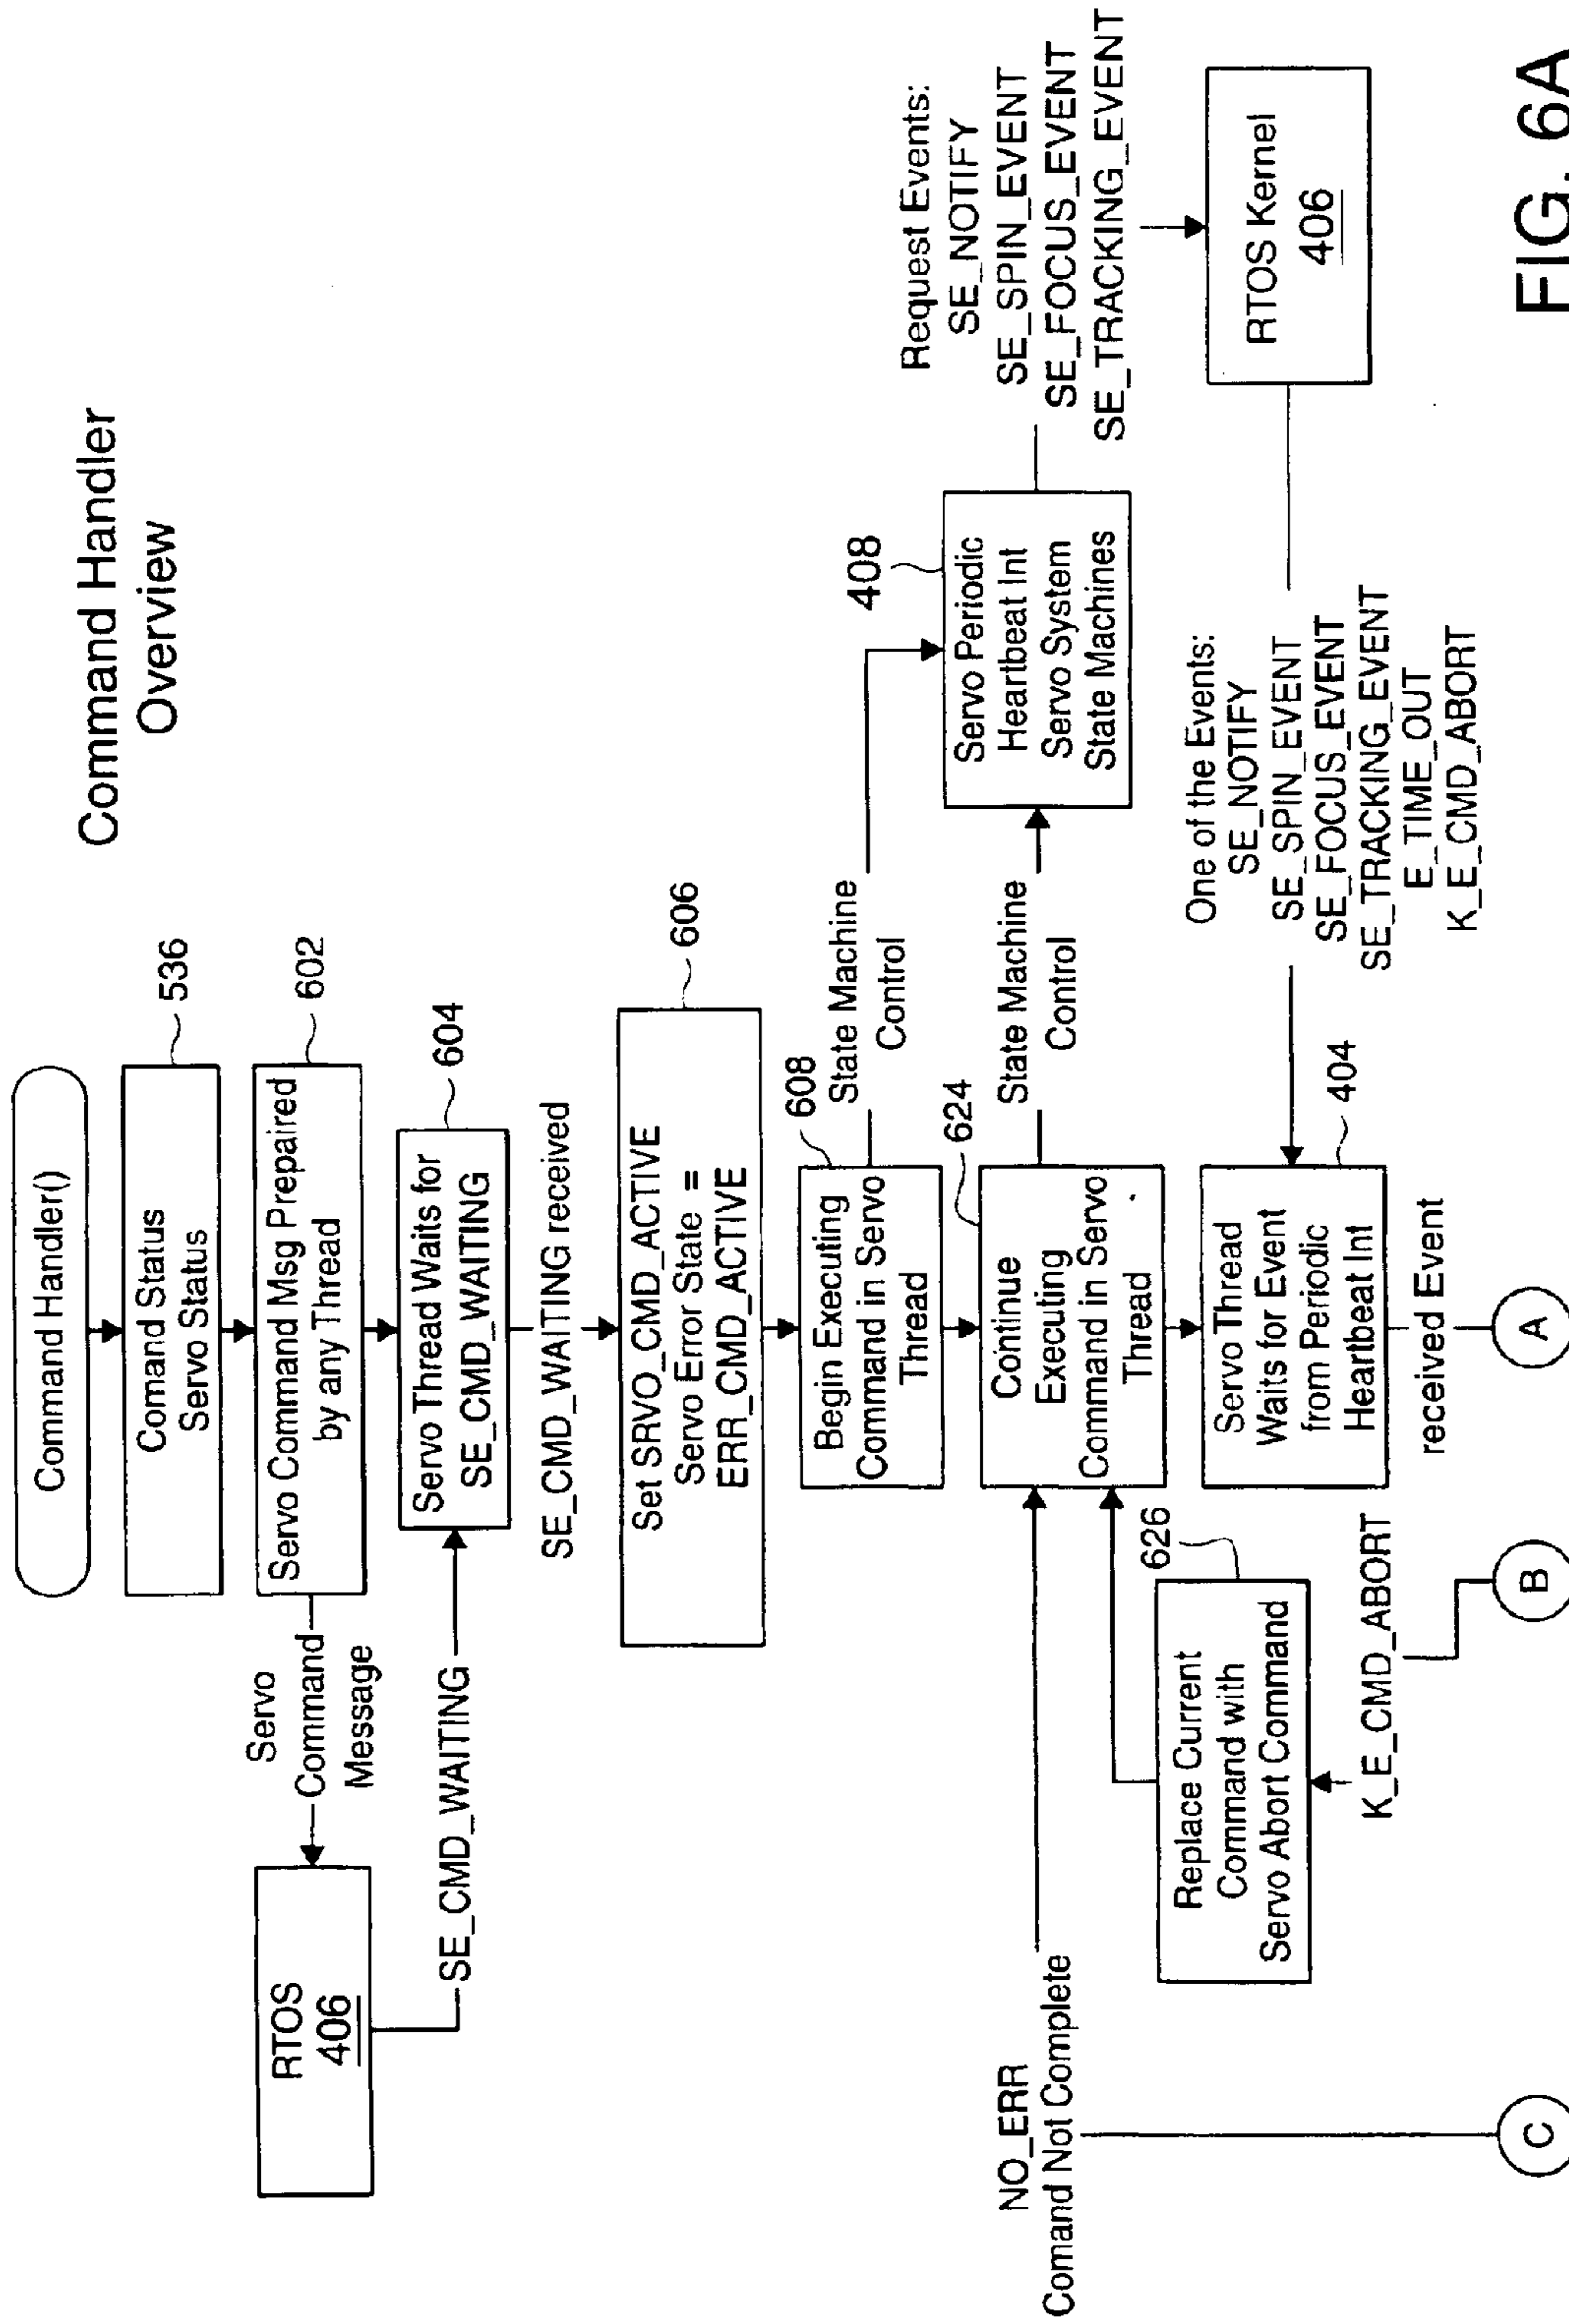 Command Handler
Overview
Command Handler()
Comand Status
Servo Status
536
Servo Command Msg Prepaired
by any Thread
602
Servo
Command
Message
RTOS
406
Servo Thread Waits for
SE_CMD_WAITING
604
SE_CMD_WAITING
SE_CMD_WAITING received
Set SRVO_CMD_ACTIVE
Servo Error State =
ERR_CMD_ACTIVE
606
Begin Executing
Command in Servo
Thread
608
State Machine
Control
Continue
Executing
Command in Servo
Thread
624
State Machine
Control
408
Servo Periodic
Heartbeat Int
Servo System
State Machines
Request Events:
SE_NOTIFY
SE_SPIN_EVENT
SE_FOCUS_EVENT
SE_TRACKING_EVENT
RTOS Kernel
406
One of the Events:
SE_NOTIFY
SE_SPIN_EVENT
SE_FOCUS_EVENT
SE_TRACKING_EVENT
E_TIME_OUT
K_E_CMD_ABORT
Servo Thread
Waits for Event
from Periodic
Heartbeat Int
404
received Event
A
NO_ERR
Comand Not Complete
626
Replace Current
Command with
Servo Abort Command
K_E_CMD_ABORT
B
C
FIG. 6A